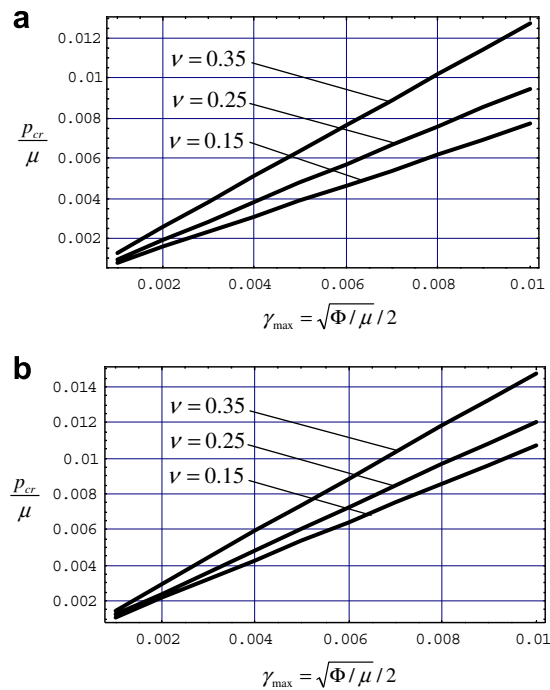 a
0.012
0.01
0.008
0.006
0.004
0.002
p_cr / μ
ν = 0.35
ν = 0.25
ν = 0.15
0.002 0.004 0.006 0.008 0.01
γ_max = √Φ/μ / 2
b
0.014
0.012
0.01
0.008
0.006
0.004
0.002
p_cr / μ
ν = 0.35
ν = 0.25
ν = 0.15
0.002 0.004 0.006 0.008 0.01
γ_max = √Φ/μ / 2